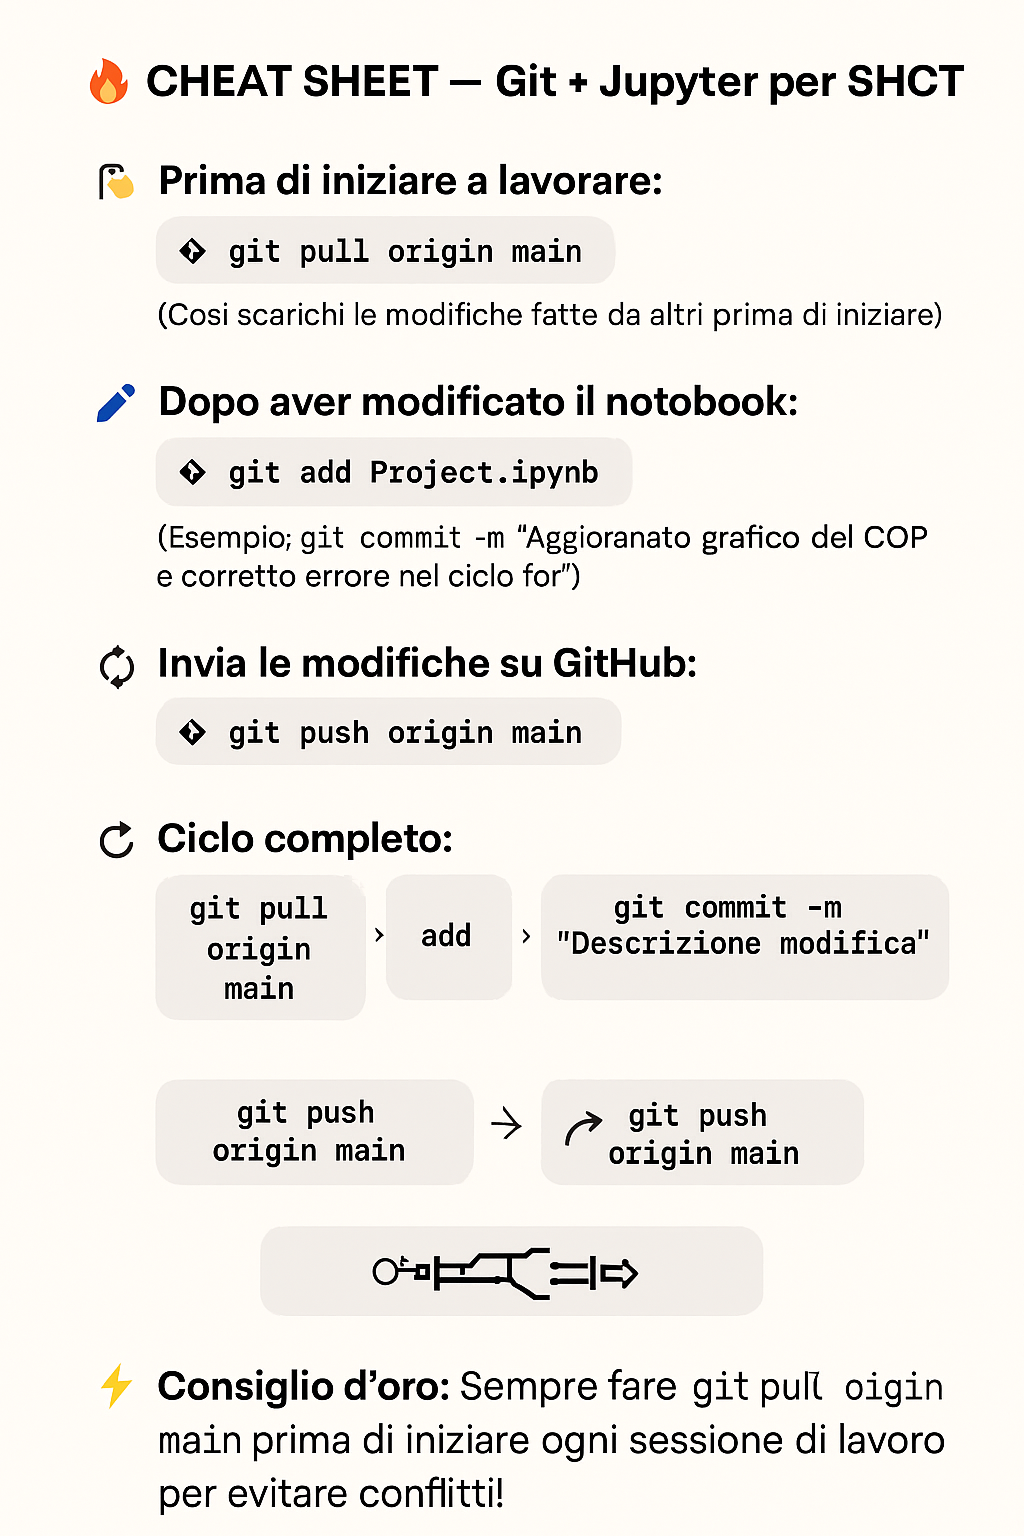 CHEAT SHEET — Git + Jupyter per SHCT
Prima di iniziare a lavorare:
git pull origin main
(Cosi scarichi le modifiche fatte da altri prima di iniziare)
Dopo aver modificato il notobook:
git add Project.ipynb
(Esempio; git commit -m “Aggioranato grafico del COP
e corretto errore nel ciclo for”)
Invia le modifiche su GitHub:
git push origin main
Ciclo completo:
git pull
origin
main
›
add
›
git commit -m
"Descrizione modifica"
git push
origin main
→
git push
origin main
Consiglio d’oro: Sempre fare git pull oigin
main prima di iniziare ogni sessione di lavoro
per evitare conflitti!